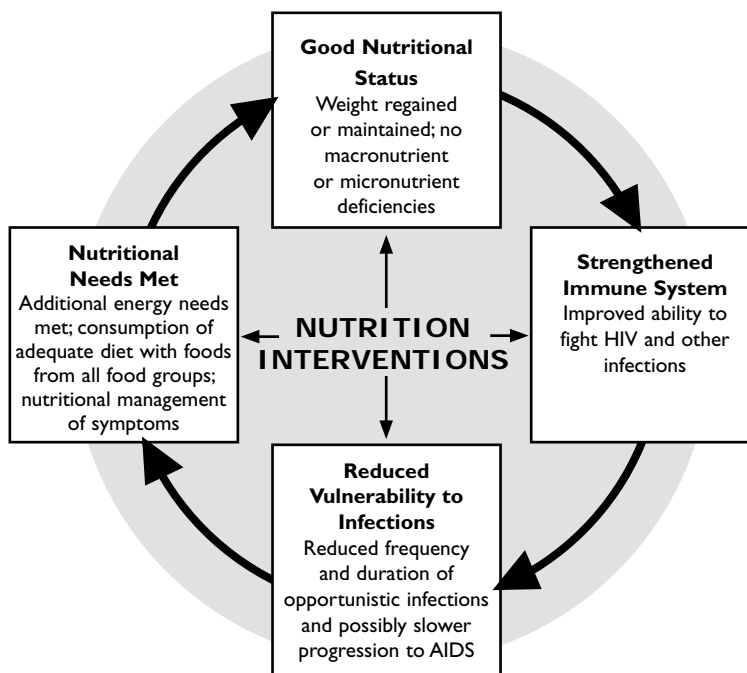 Good Nutritional
Status
Weight regained
or maintained; no
macronutrient
or micronutrient
deficiencies
Nutritional
Needs Met
Additional energy needs
met; consumption of
adequate diet with foods
from all food groups;
nutritional management
of symptoms
NUTRITION
INTERVENTIONS
Strengthened
Immune System
Improved ability to
fight HIV and other
infections
Reduced
Vulnerability to
Infections
Reduced frequency
and duration of
opportunistic infections
and possibly slower
progression to AIDS